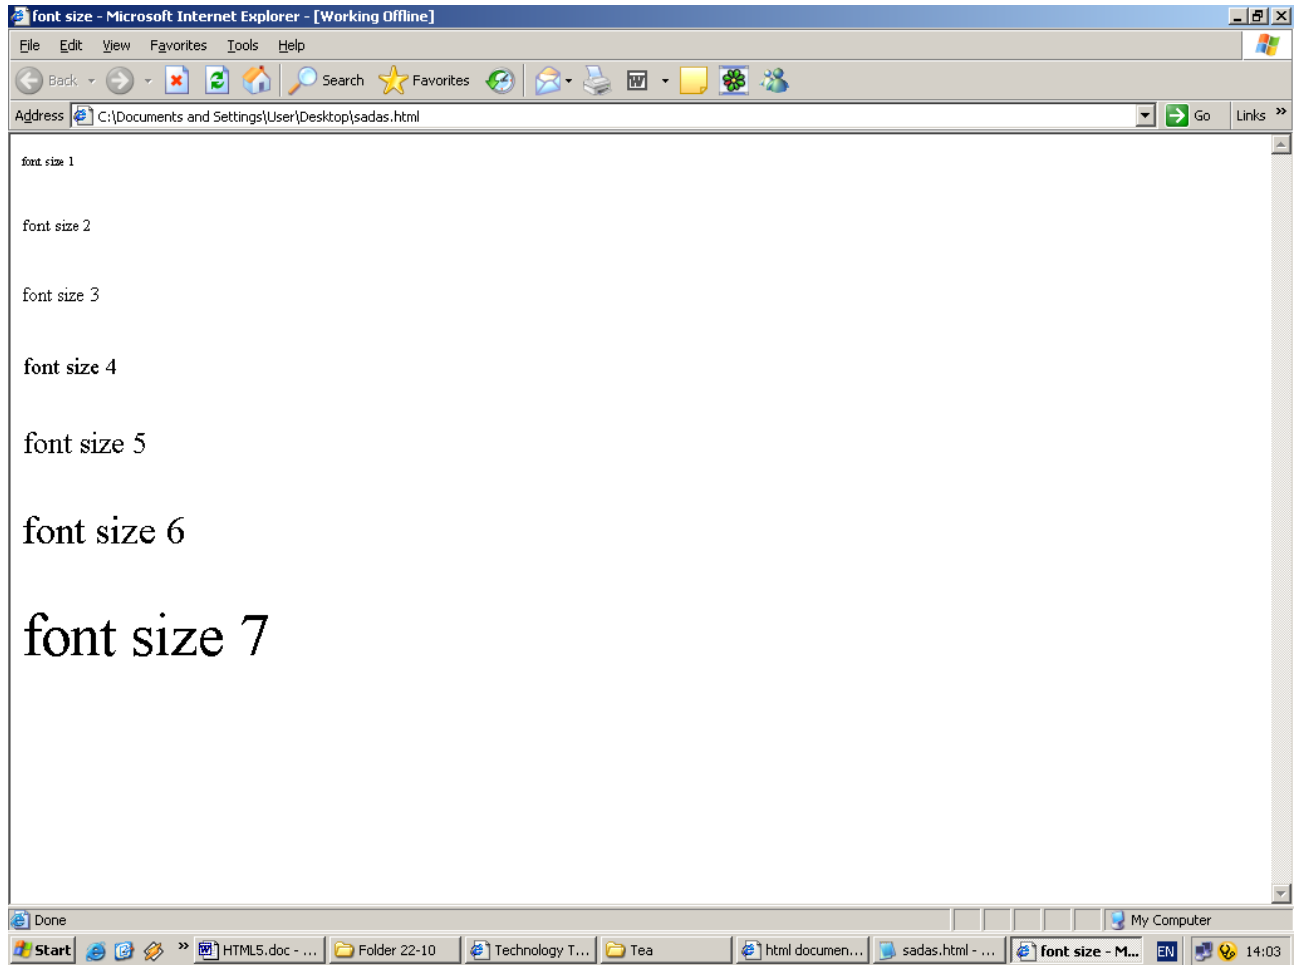 font size - Microsoft Internet Explorer - [Working Offline]
File Edit View Favorites Tools Help
Back Search Favorites
Address C:\Documents and Settings\User\Desktop\sadas.html Go Links »
font size 1
font size 2
font size 3
font size 4
font size 5
font size 6
font size 7
Done My Computer
Start » HTML5.doc - ... Folder 22-10 Technology T... Tea html documen... sadas.html - ... font size - M... EN 14:03